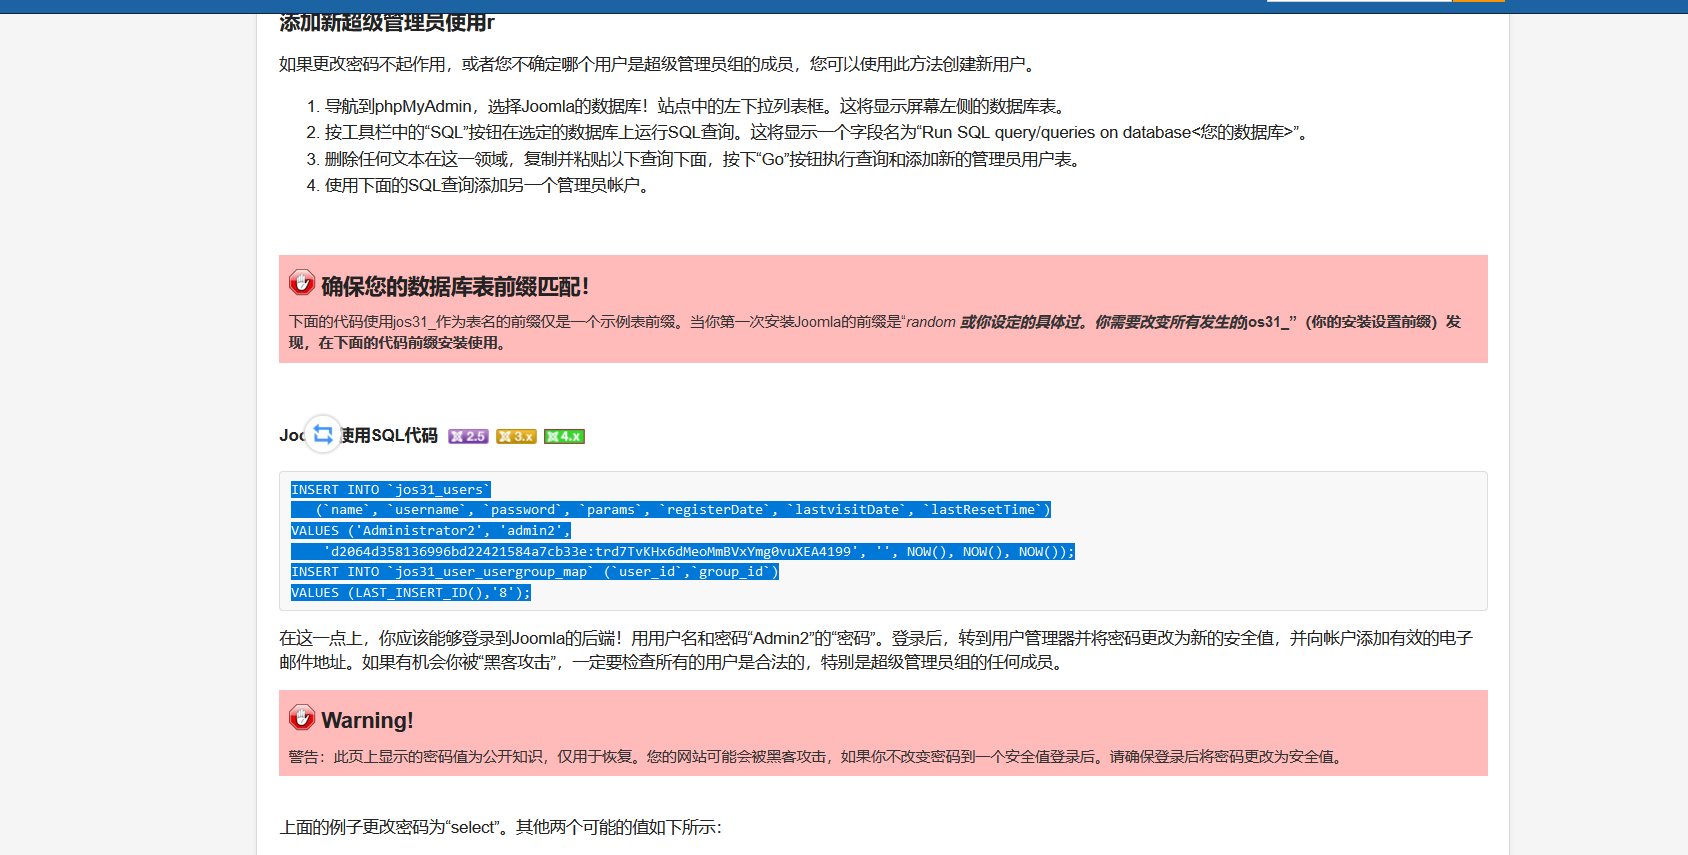 添加新超级管理员使用r
如果更改密码不起作用，或者您不确定哪个用户是超级管理员组的成员，您可以使用此方法创建新用户。
1. 导航到phpMyAdmin，选择Joomla的数据库！站点中的左下拉列表框。这将显示屏幕左侧的数据库表。
2. 按工具栏中的“SQL”按钮在选定的数据库上运行SQL查询。这将显示一个字段名为“Run SQL query/queries on database<您的数据库>”。
3. 删除任何文本在这一领域，复制并粘贴以下查询下面，按下“Go”按钮执行查询和添加新的管理员用户表。
4. 使用下面的SQL查询添加另一个管理员帐户。
确保您的数据库表前缀匹配！
下面的代码使用jos31_作为表名的前缀仅是一个示例表前缀。当你第一次安装Joomla的前缀是“random 或你设定的具体过。你需要改变所有发生的jos31_”（你的安装设置前缀）发
现，在下面的代码前缀安装使用。
Joo 使用SQL代码 2.5 3.x 4.x
INSERT INTO `jos31_users`
(`name`, `username`, `password`, `params`, `registerDate`, `lastvisitDate`, `lastResetTime`)
VALUES ('Administrator2', 'admin2',
'd2064d358136996bd22421584a7cb33e:trd7TvKHx6dMeoMmBVxYmg0vuXEA4199', '', NOW(), NOW(), NOW());
INSERT INTO `jos31_user_usergroup_map` (`user_id`,`group_id`)
VALUES (LAST_INSERT_ID(),'8');
在这一点上，你应该能够登录到Joomla的后端！用用户名和密码“Admin2”的“密码”。登录后，转到用户管理器并将密码更改为新的安全值，并向帐户添加有效的电子
邮件地址。如果有机会你被“黑客攻击”，一定要检查所有的用户是合法的，特别是超级管理员组的任何成员。
Warning!
警告：此页上显示的密码值为公开知识，仅用于恢复。您的网站可能会被黑客攻击，如果你不改变密码到一个安全值登录后。请确保登录后将密码更改为安全值。
上面的例子更改密码为“select”。其他两个可能的值如下所示：